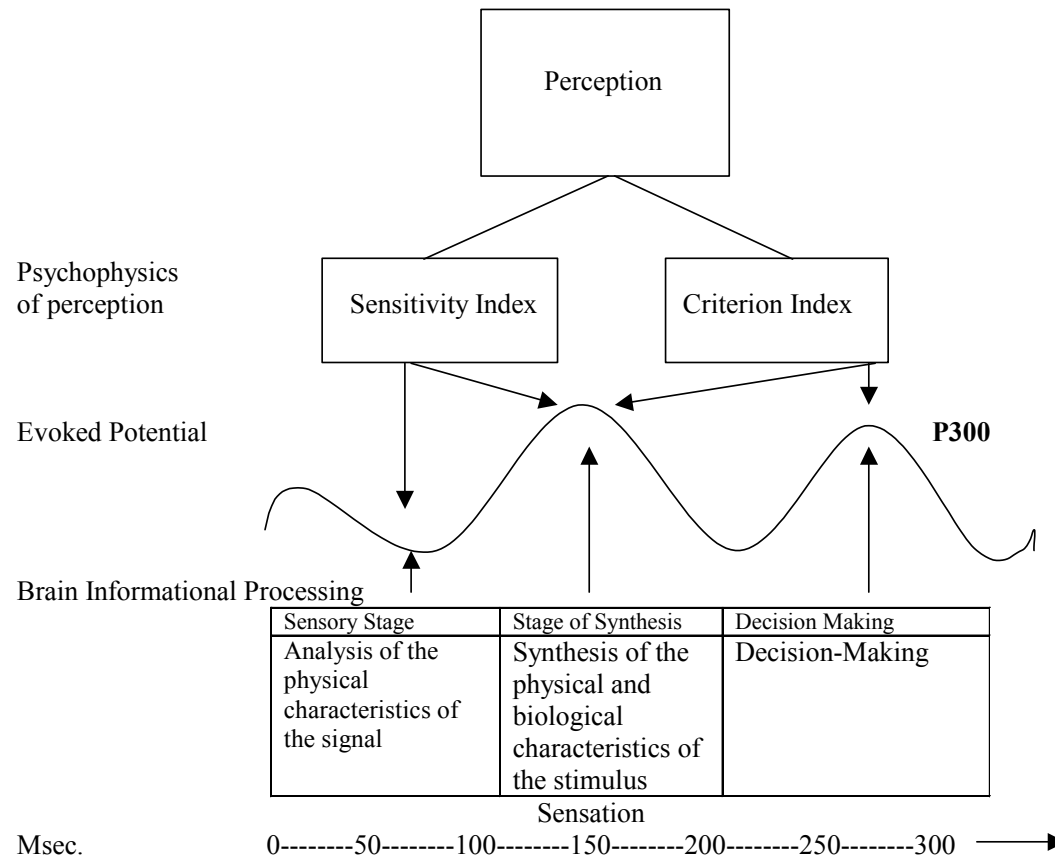 Perception
Psychophysics
of perception
Sensitivity Index
Criterion Index
Evoked Potential
P300
Brain Informational Processing
Sensory Stage
Stage of Synthesis
Decision Making
Analysis of the
physical
characteristics of
the signal
Synthesis of the
physical and
biological
characteristics of
the stimulus
Decision-Making
Sensation
Msec.
0--------50--------100--------150--------200--------250--------300